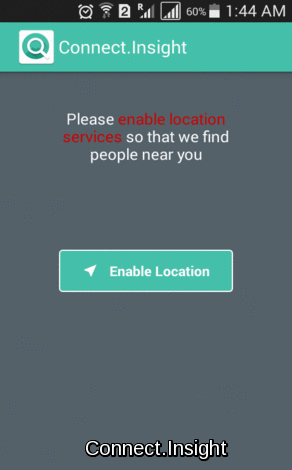 R 60% 1:44 AM
2
Connect.Insight
Please enable location
services so that we find
people near you
Enable Location
Connect.Insight